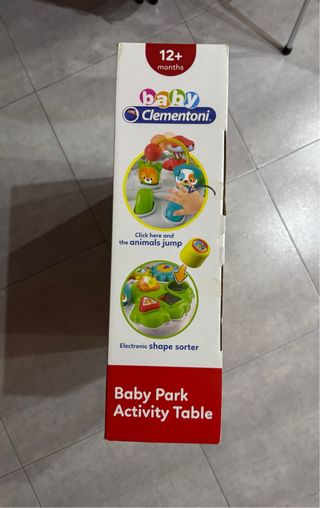 12+
months
baby
Clementoni.
Click here and
the animals jump
Electronic shape sorter
Baby Park
Activity Table